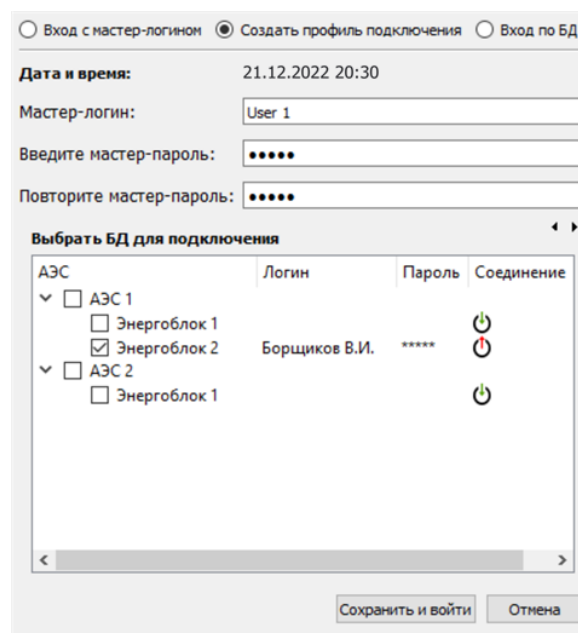 Вход с мастер-логином Создать профиль подключения Вход по БД
Дата и время: 21.12.2022 20:30
Мастер-логин: User 1
Введите мастер-пароль: •••••
Повторите мастер-пароль: •••••
Выбрать БД для подключения
АЭС Логин Пароль Соединение
АЭС 1
Энергоблок 1
Энергоблок 2 Борщиков В.И. *****
АЭС 2
Энергоблок 1
Сохранить и войти Отмена